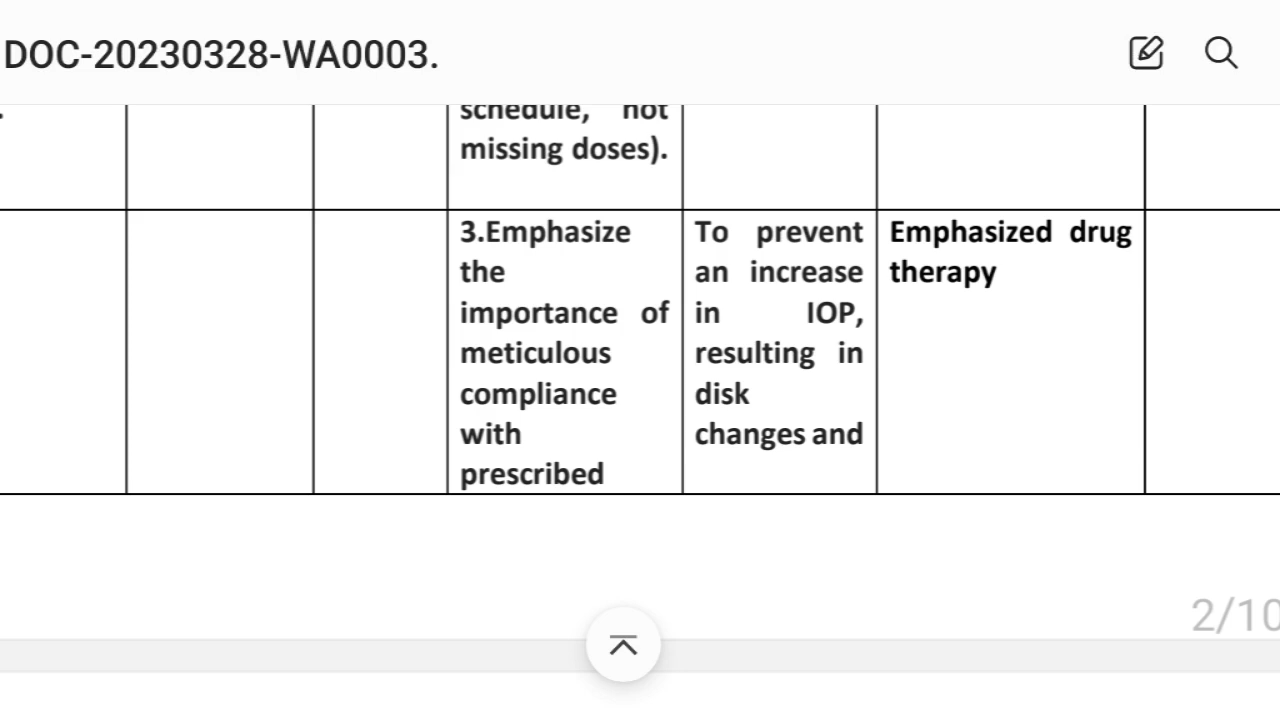 DOC-20230328-WA0003.
schedule, not
missing doses).
3.Emphasize
the
importance of
meticulous
compliance
with
prescribed
To prevent
an increase
in IOP,
resulting in
disk
changes and
Emphasized drug
therapy
2/10